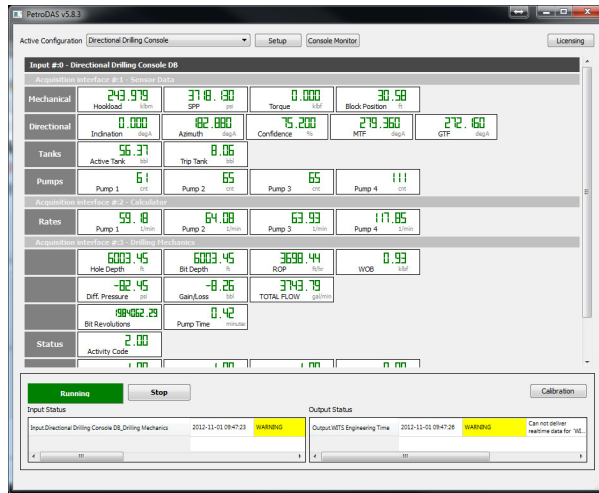 PetroDAS v5.8.3
Active Configuration Directional Drilling Console Setup Console Monitor Licensing
Input #:0 - Directional Drilling Console DB
Acquisition interface #:1 - Sensor Data
Mechanical 243.979 3718.130 0.000 30.58
Hookload klbm SPP psi Torque klbf Block Position ft
Directional 0.000 182.880 75.200 279.360 272.160
Inclination degA Azimuth degA Confidence % MTF degA GTF degA
Tanks 56.37 8.06
Active Tank bbl Trip Tank bbl
Pumps 61 65 65 111
Pump 1 cnt Pump 2 cnt Pump 3 cnt Pump 4 cnt
Acquisition interface #:2 - Calculator
Rates 59.18 64.08 63.93 117.85
Pump 1 1/min Pump 2 1/min Pump 3 1/min Pump 4 1/min
Acquisition interface #:3 - Drilling Mechanics
6003.45 6003.45 3698.44 0.93
Hole Depth ft Bit Depth ft ROP ft/hr WOB klbf
-82.45 -8.26 3743.79
Diff. Pressure psi Gain/Loss bbl TOTAL FLOW gal/min
1984062.29 0.42
Bit Revolutions Pump Time minute
Status 2.00
Activity Code
Running Stop Calibration
Input Status Output Status
Input.Directional Drilling Console DB_Drilling Mechanics 2012-11-01 09:47:23 WARNING Output.WITS Engineering Time 2012-11-01 09:47:26 WARNING Can not deliver
realtime data for 'WI...